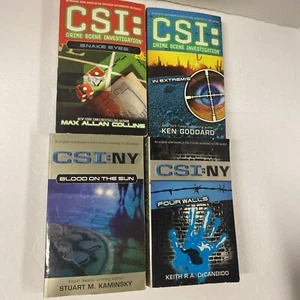 CSI:
CRIME SCENE INVESTIGATION
SNAKE EYES
MAX ALLAN COLLINS
CSI:
CRIME SCENE INVESTIGATION
IN EXTREMIS
KEN GODDARD
CSI:NY
BLOOD ON THE SUN
STUART M. KAMINSKY
CSI:NY
FOUR WALLS
KEITH R.A. DeCANDIDO